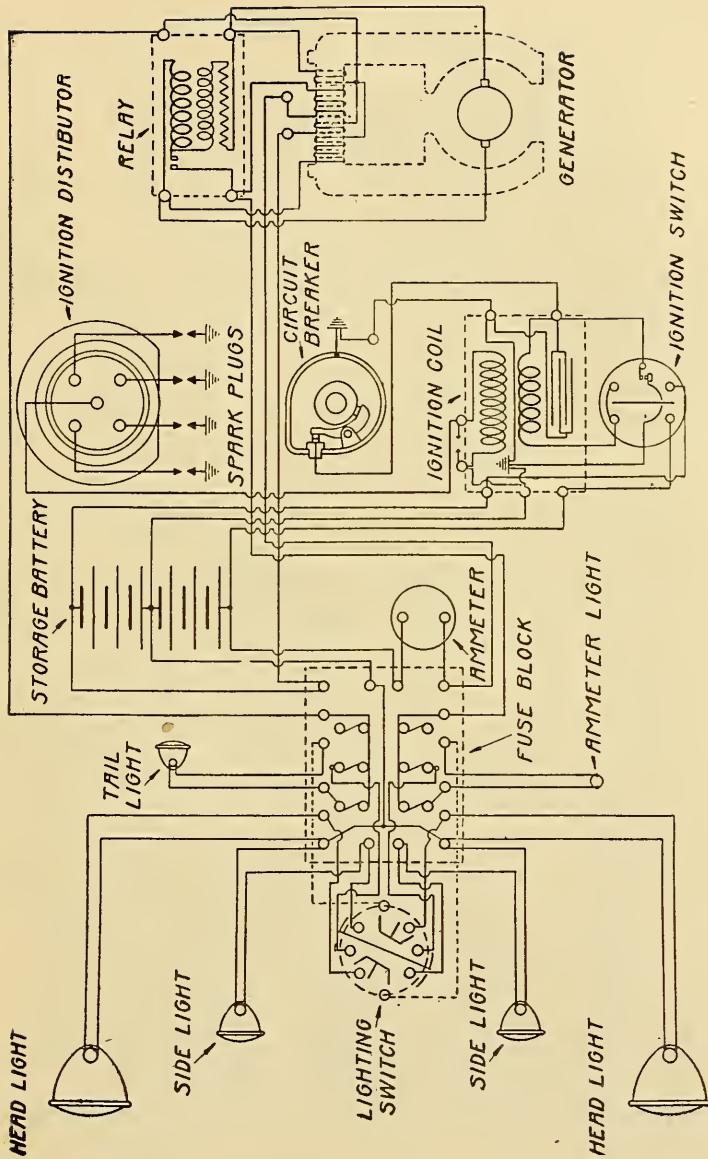 HEAD LIGHT
SIDE LIGHT
LIGHTING
SWITCH
SIDE LIGHT
HEAD LIGHT
TAIL
LIGHT
STORAGE BATTERY
AMMETER
FUSE BLOCK
AMMETER LIGHT
IGNITION DISTIBUTOR
SPARK PLUGS
CIRCUIT
BREAKER
IGNITION COIL
IGNITION SWITCH
RELAY
GENERATOR